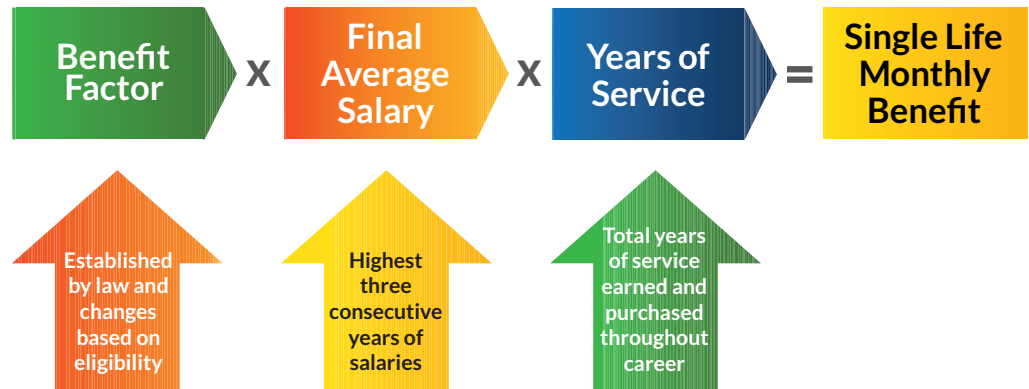 Benefit
Factor
x
Final
Average
Salary
x
Years of
Service
=
Single Life
Monthly
Benefit
Established
by law and
changes
based on
eligibility
Highest
three
consecutive
years of
salaries
Total years
of service
earned and
purchased
throughout
career